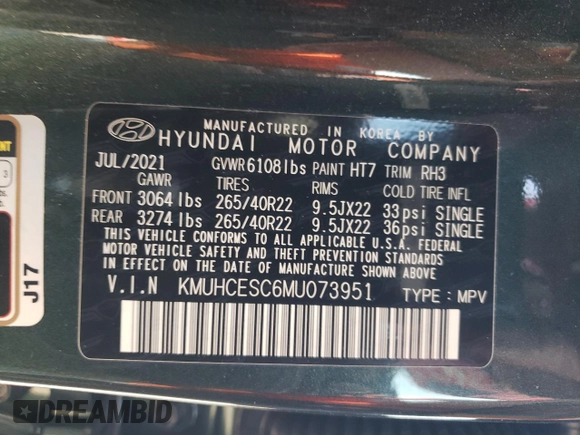 MANUFACTURED IN KOREA BY
HYUNDAI MOTOR COMPANY
JUL/2021 GVWR 6108lbs PAINT HT7 TRIM RH3
GAWR TIRES RIMS COLD TIRE INFL
FRONT 3064 lbs 265/40R22 9.5JX22 33psi SINGLE
REAR 3274 lbs 265/40R22 9.5JX22 36psi SINGLE
THIS VEHICLE CONFORMS TO ALL APPLICABLE U.S.A. FEDERAL
MOTOR VEHICLE SAFETY AND THEFT PREVENTION STANDARDS
IN EFFECT ON THE DATE OF MANUFACTURE SHOWN ABOVE.
V.I.N KMUHCESC6MU073951 TYPE : MPV
3
J17
DREAMBID